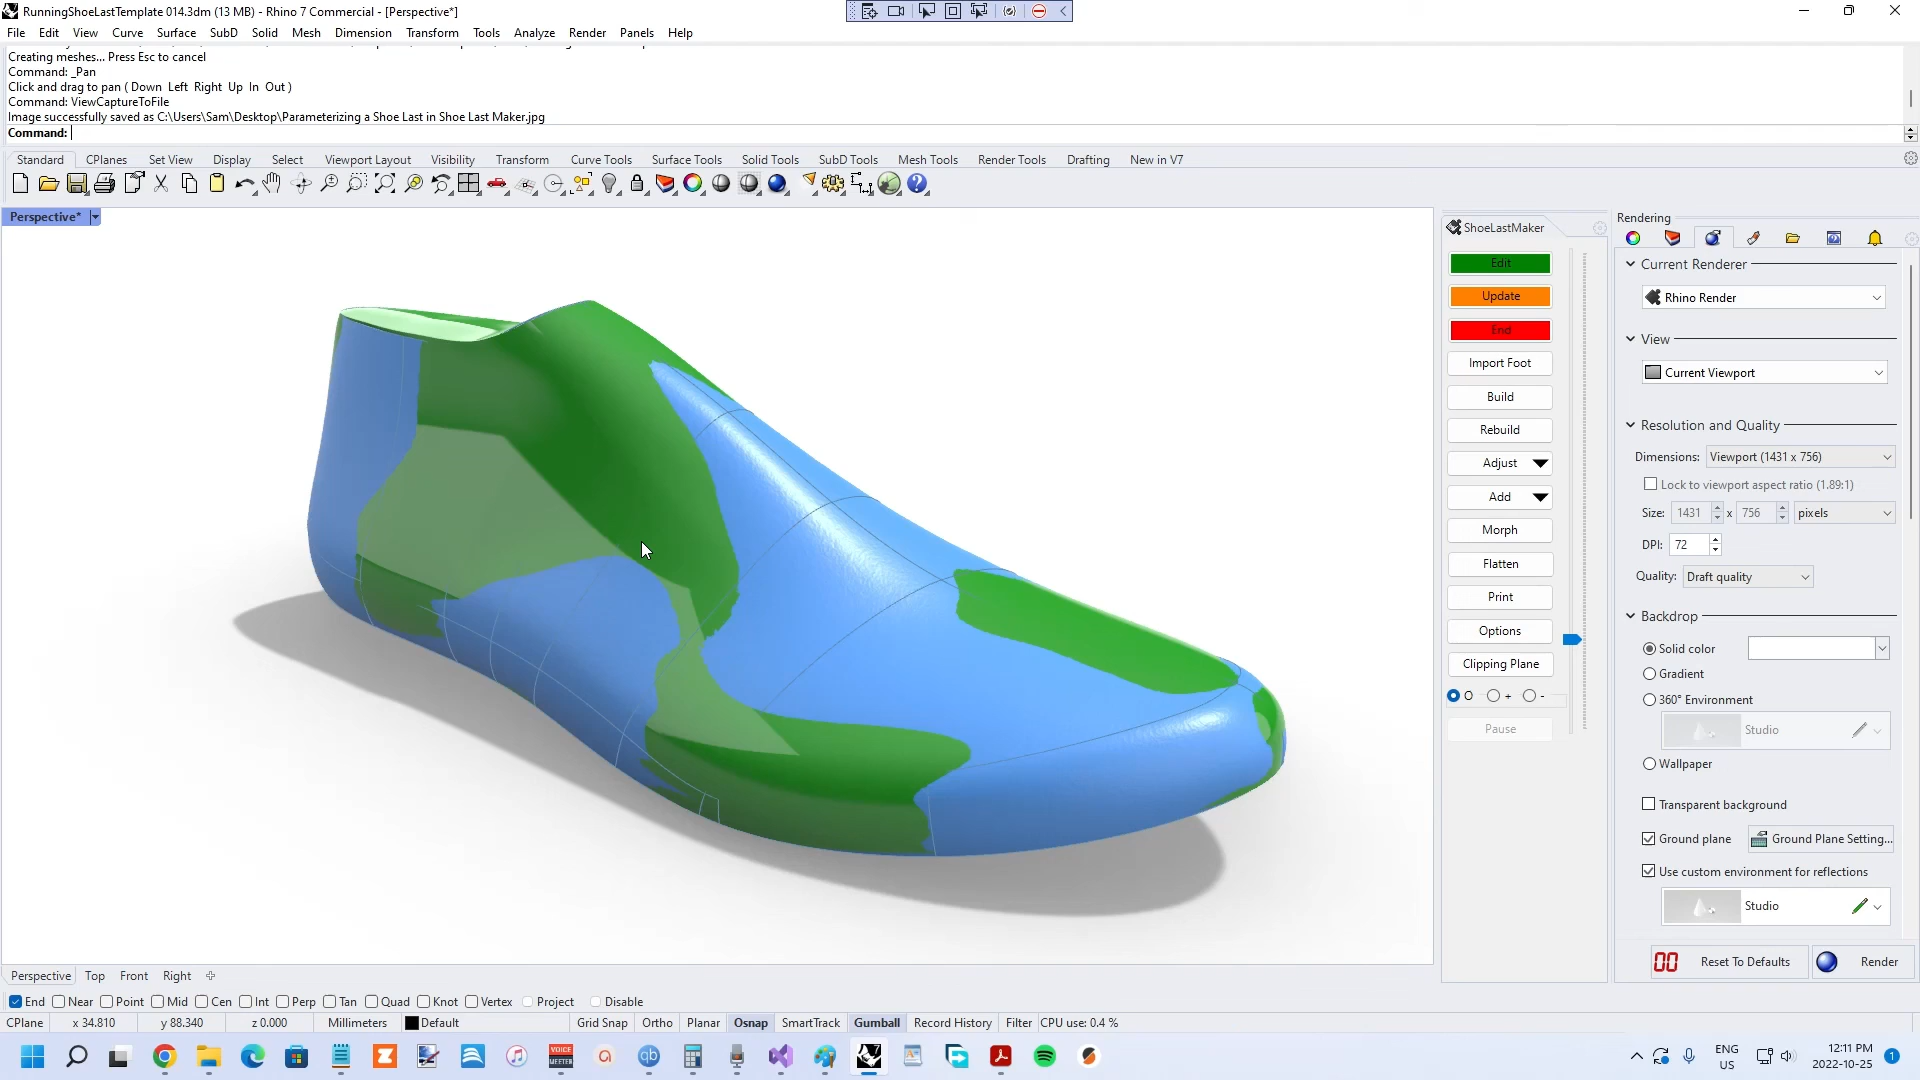 RunningShoeLastTemplate 014.3dm (13 MB) - Rhino 7 Commercial - [Perspective*]
File Edit View Curve Surface SubD Solid Mesh Dimension Transform Tools Analyze Render Panels Help
Creating meshes... Press Esc to cancel
Command: _Pan
Click and drag to pan ( Down Left Right Up In Out )
Command: ViewCaptureToFile
Image successfully saved as C:\Users\Sam\Desktop\Parameterizing a Shoe Last in Shoe Last Maker.jpg
Command:
Standard CPlanes Set View Display Select Viewport Layout Visibility Transform Curve Tools Surface Tools Solid Tools SubD Tools Mesh Tools Render Tools Drafting New in V7
Perspective*
ShoeLastMaker
Edit
Update
End
Import Foot
Build
Rebuild
Adjust
Add
Morph
Flatten
Print
Options
Clipping Plane
O + -
Pause
Rendering
Current Renderer
Rhino Render
View
Current Viewport
Resolution and Quality
Dimensions: Viewport (1431 x 756)
Lock to viewport aspect ratio (1.89:1)
Size: 1431 x 756 pixels
DPI: 72
Quality: Draft quality
Backdrop
Solid color
Gradient
360° Environment
Studio
Wallpaper
Transparent background
Ground plane Ground Plane Setting...
Use custom environment for reflections
Studio
Reset To Defaults Render
Perspective Top Front Right
End Near Point Mid Cen Int Perp Tan Quad Knot Vertex Project Disable
CPlane x 34.810 y 88.340 z 0.000 Millimeters Default Grid Snap Ortho Planar Osnap SmartTrack Gumball Record History Filter CPU use: 0.4 %
VOICE
MEETER
qb
ENG
US
12:11 PM
2022-10-25
1